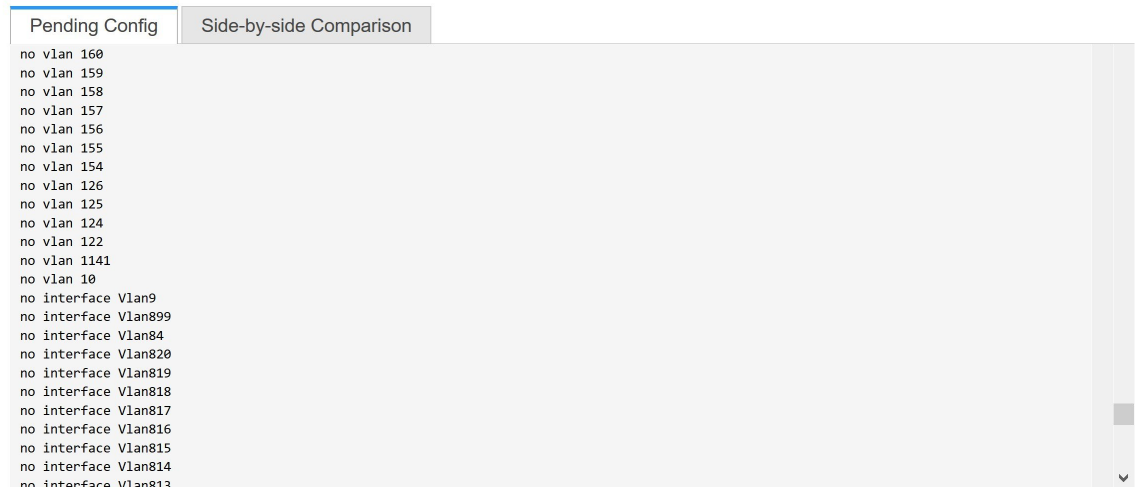 Pending Config
Side-by-side Comparison
no vlan 160
no vlan 159
no vlan 158
no vlan 157
no vlan 156
no vlan 155
no vlan 154
no vlan 126
no vlan 125
no vlan 124
no vlan 122
no vlan 1141
no vlan 10
no interface Vlan9
no interface Vlan899
no interface Vlan84
no interface Vlan820
no interface Vlan819
no interface Vlan818
no interface Vlan817
no interface Vlan816
no interface Vlan815
no interface Vlan814
no interface Vlan813